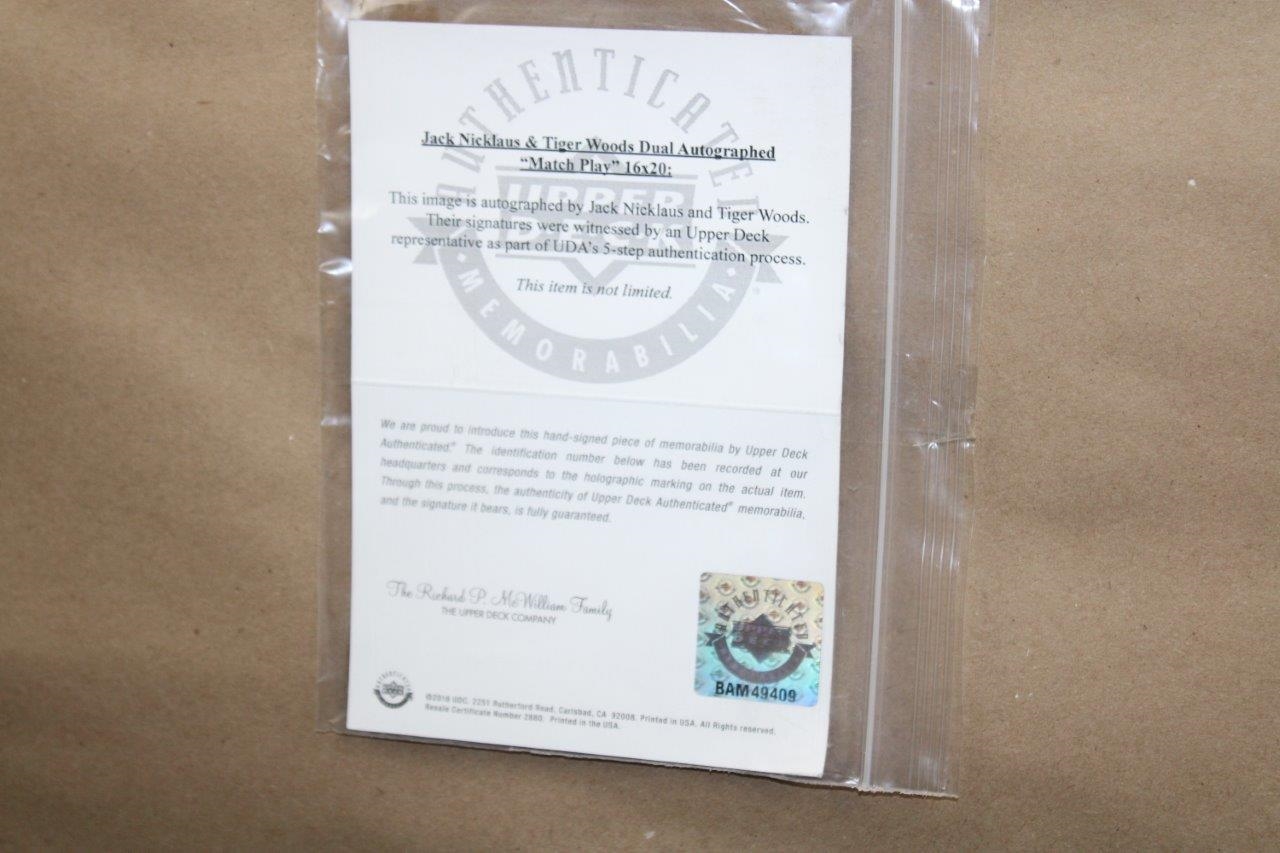 AUTHENTICATED
UPPER
DECK
MEMORABILIA
Jack Nicklaus & Tiger Woods Dual Autographed
“Match Play” 16x20:
This image is autographed by Jack Nicklaus and Tiger Woods.
Their signatures were witnessed by an Upper Deck
representative as part of UDA's 5-step authentication process.
This item is not limited.
We are proud to introduce this hand-signed piece of memorabilia by Upper Deck
Authenticated.® The identification number below has been recorded at our
headquarters and corresponds to the holographic marking on the actual item.
Through this process, the authenticity of Upper Deck Authenticated® memorabilia,
and the signature it bears, is fully guaranteed.
The Richard P. McWilliam Family
THE UPPER DECK COMPANY
AUTHENTICATED
BAM49409
AUTHENTICATED
©2016 UDC, 2251 Rutherford Road, Carlsbad, CA 92008. Printed in USA. All Rights reserved.
Resale Certificate Number 2880. Printed in the USA.